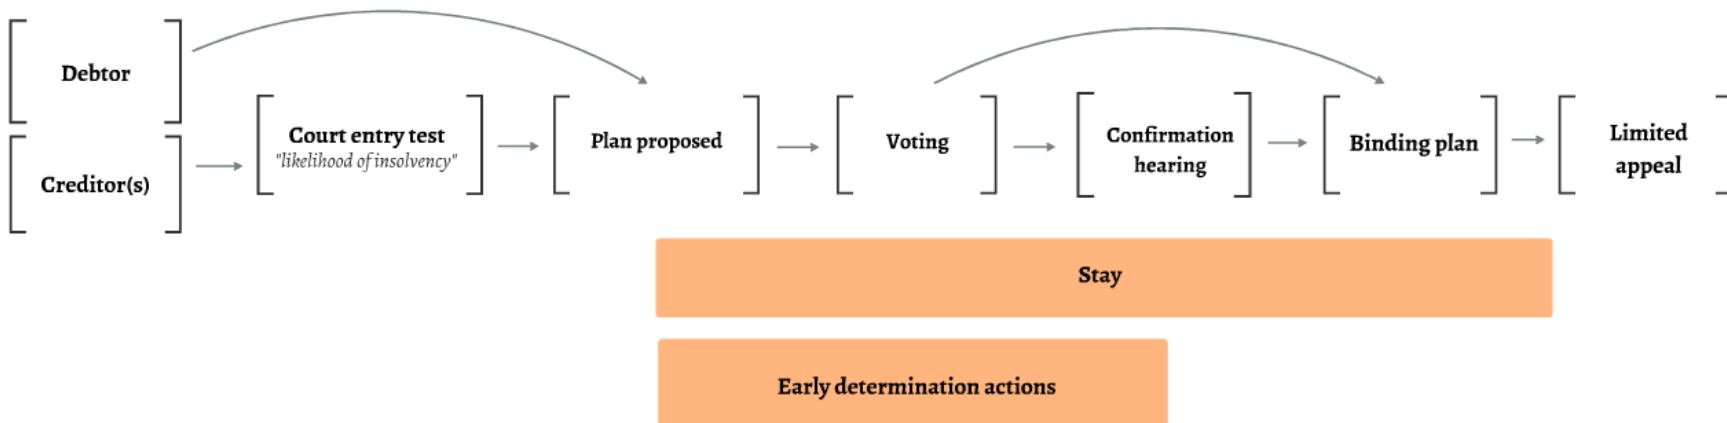 Debtor
Creditor(s)
Court entry test
"likelihood of insolvency"
Plan proposed
Voting
Confirmation
hearing
Binding plan
Limited
appeal
Stay
Early determination actions